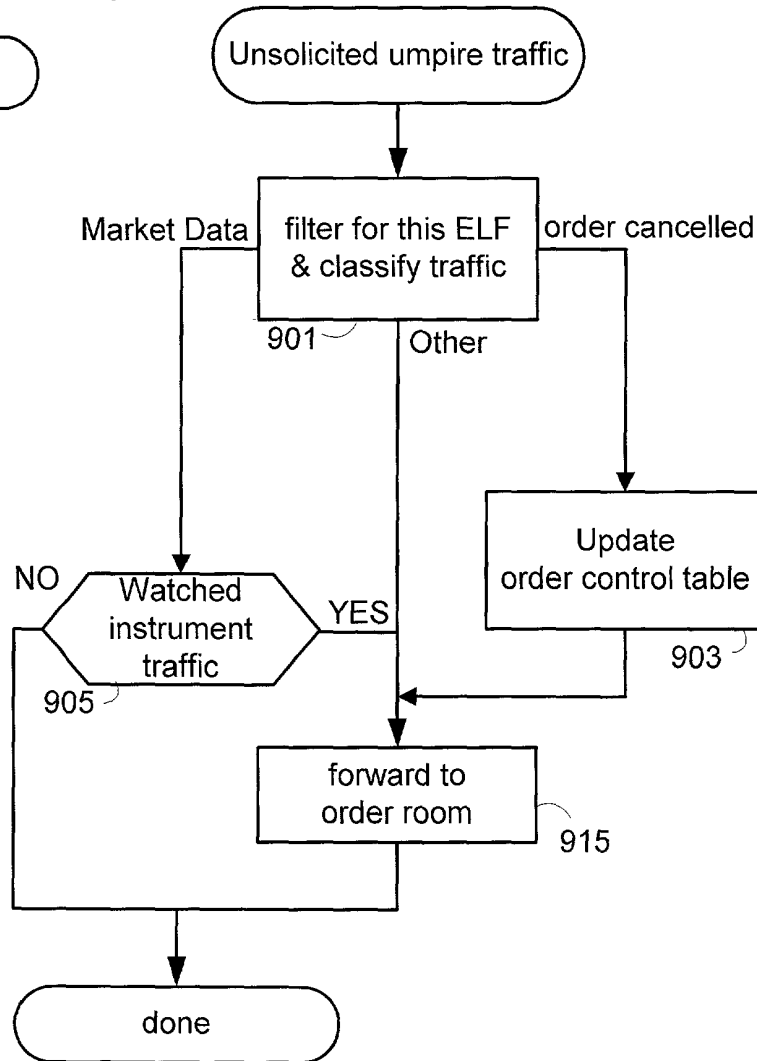 Unsolicited umpire traffic
Market Data
filter for this ELF
& classify traffic
order cancelled
901
Other
NO
Watched
instrument
traffic
YES
905
Update
order control table
903
forward to
order room
915
done